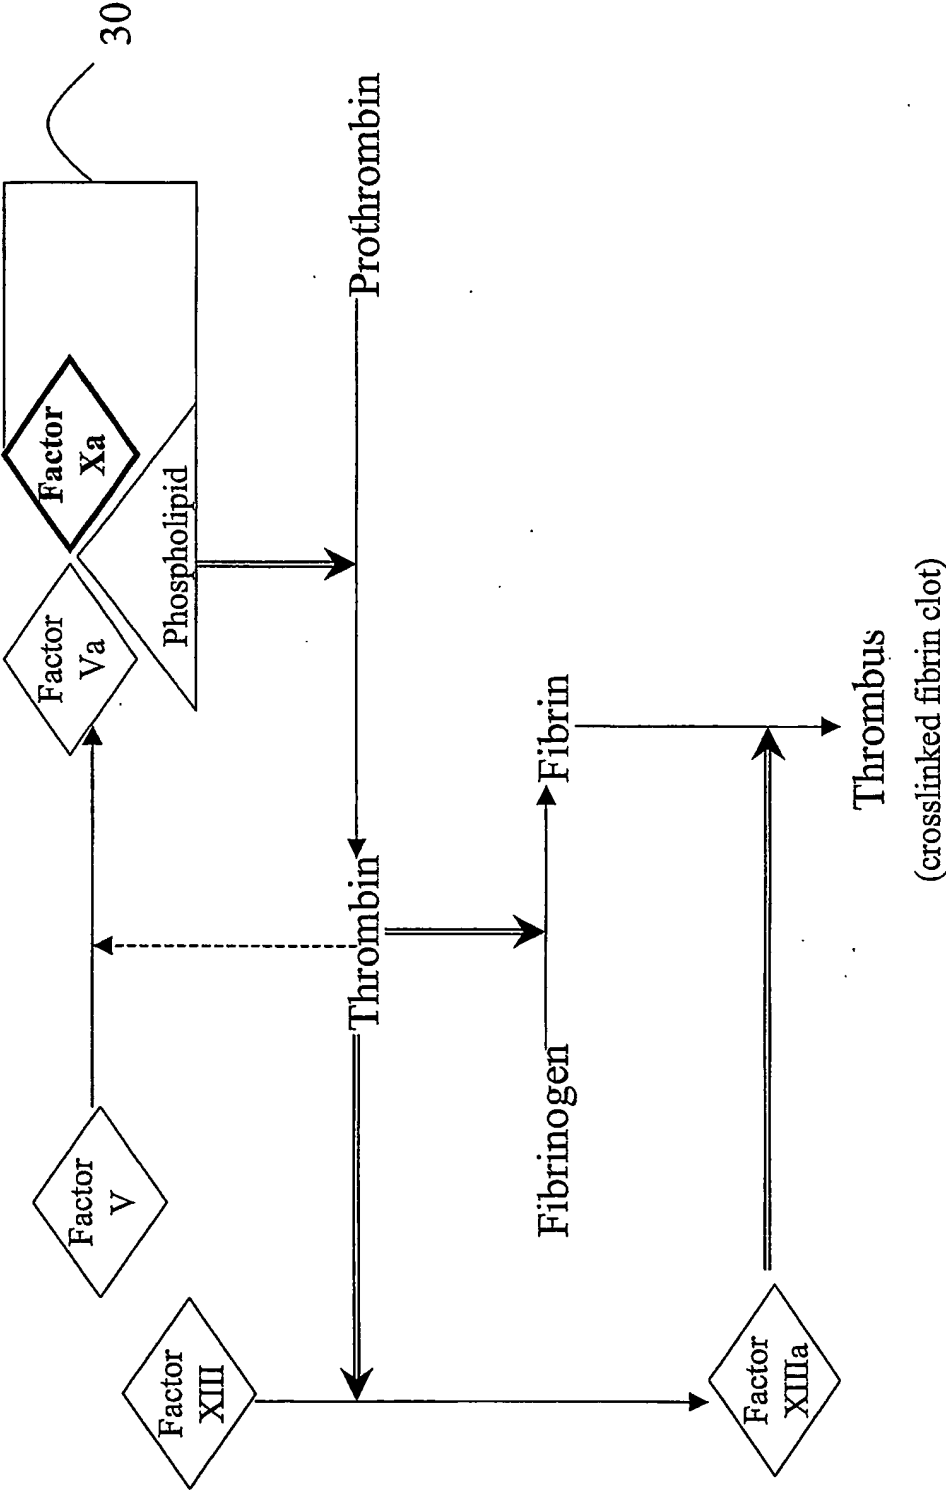 30
Factor
Xa
Factor
Va
Phospholipid
Factor
V
Factor
XIII
Prothrombin
Thrombin
Fibrinogen
Fibrin
Factor
XIIIa
Thrombus
(crosslinked fibrin clot)